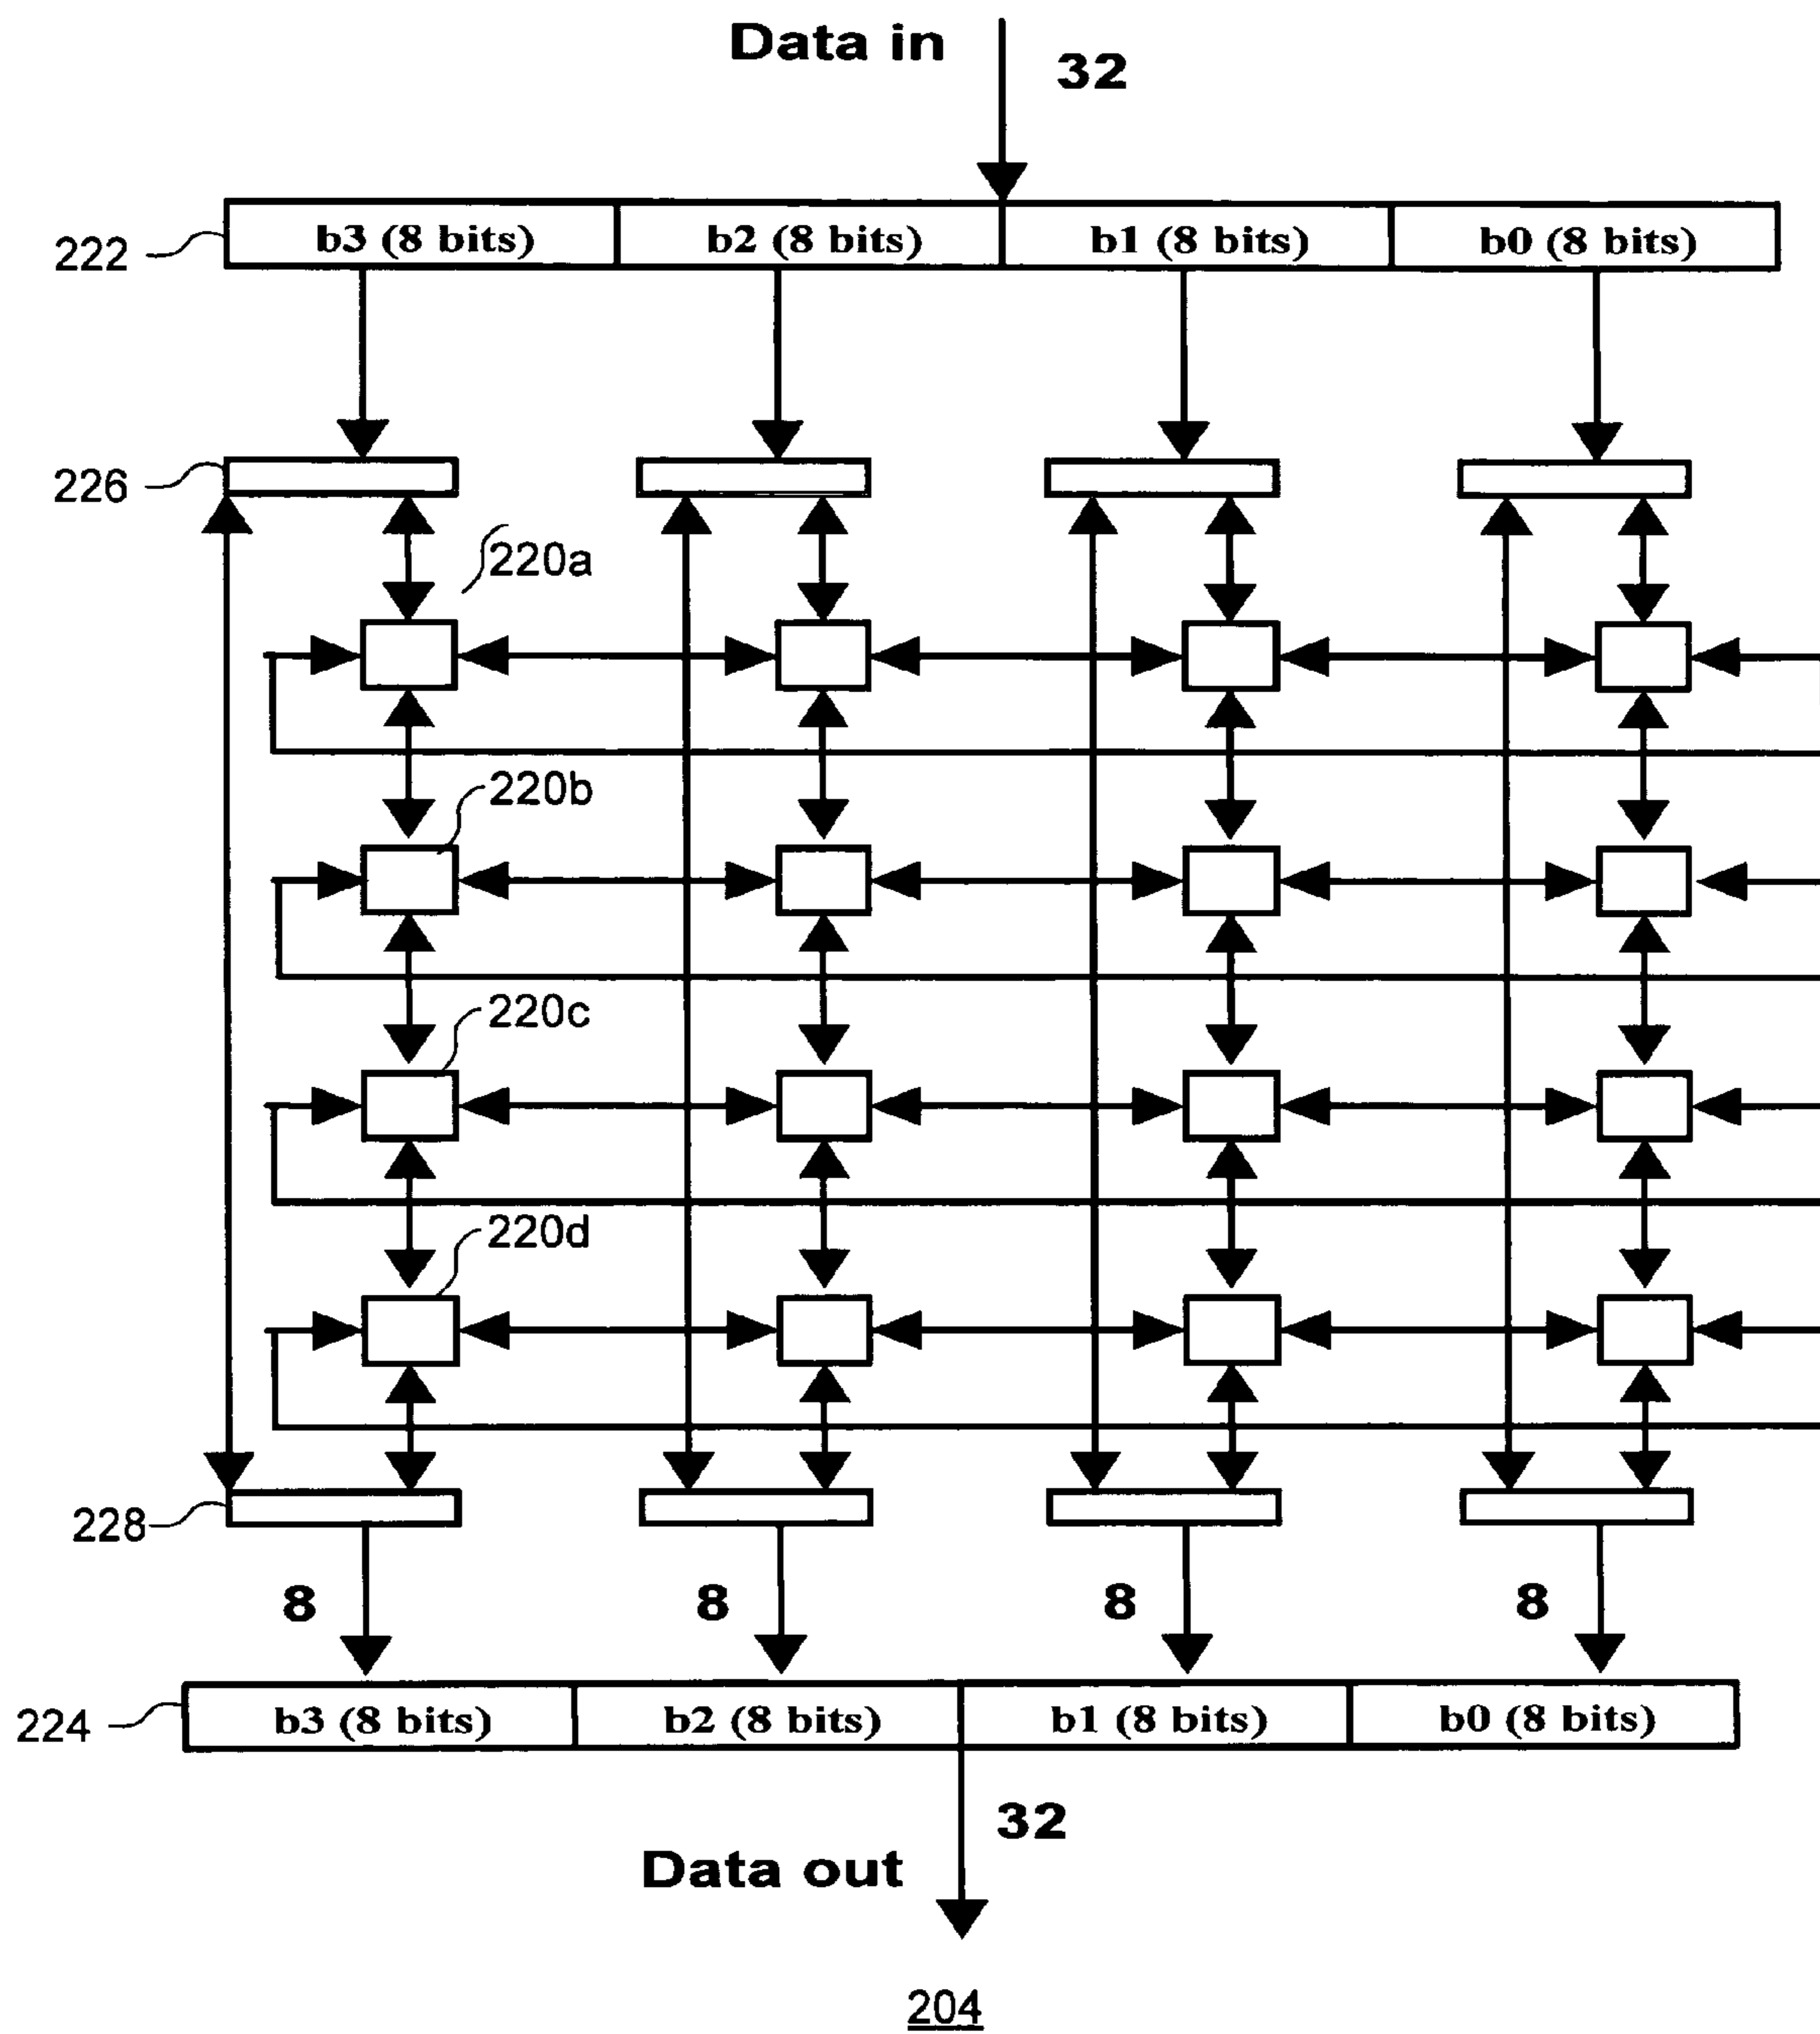 Data in
32
222
b3 (8 bits) b2 (8 bits) b1 (8 bits) b0 (8 bits)
226
220a
220b
220c
220d
228
8 8 8 8
224
b3 (8 bits) b2 (8 bits) b1 (8 bits) b0 (8 bits)
32
Data out
204